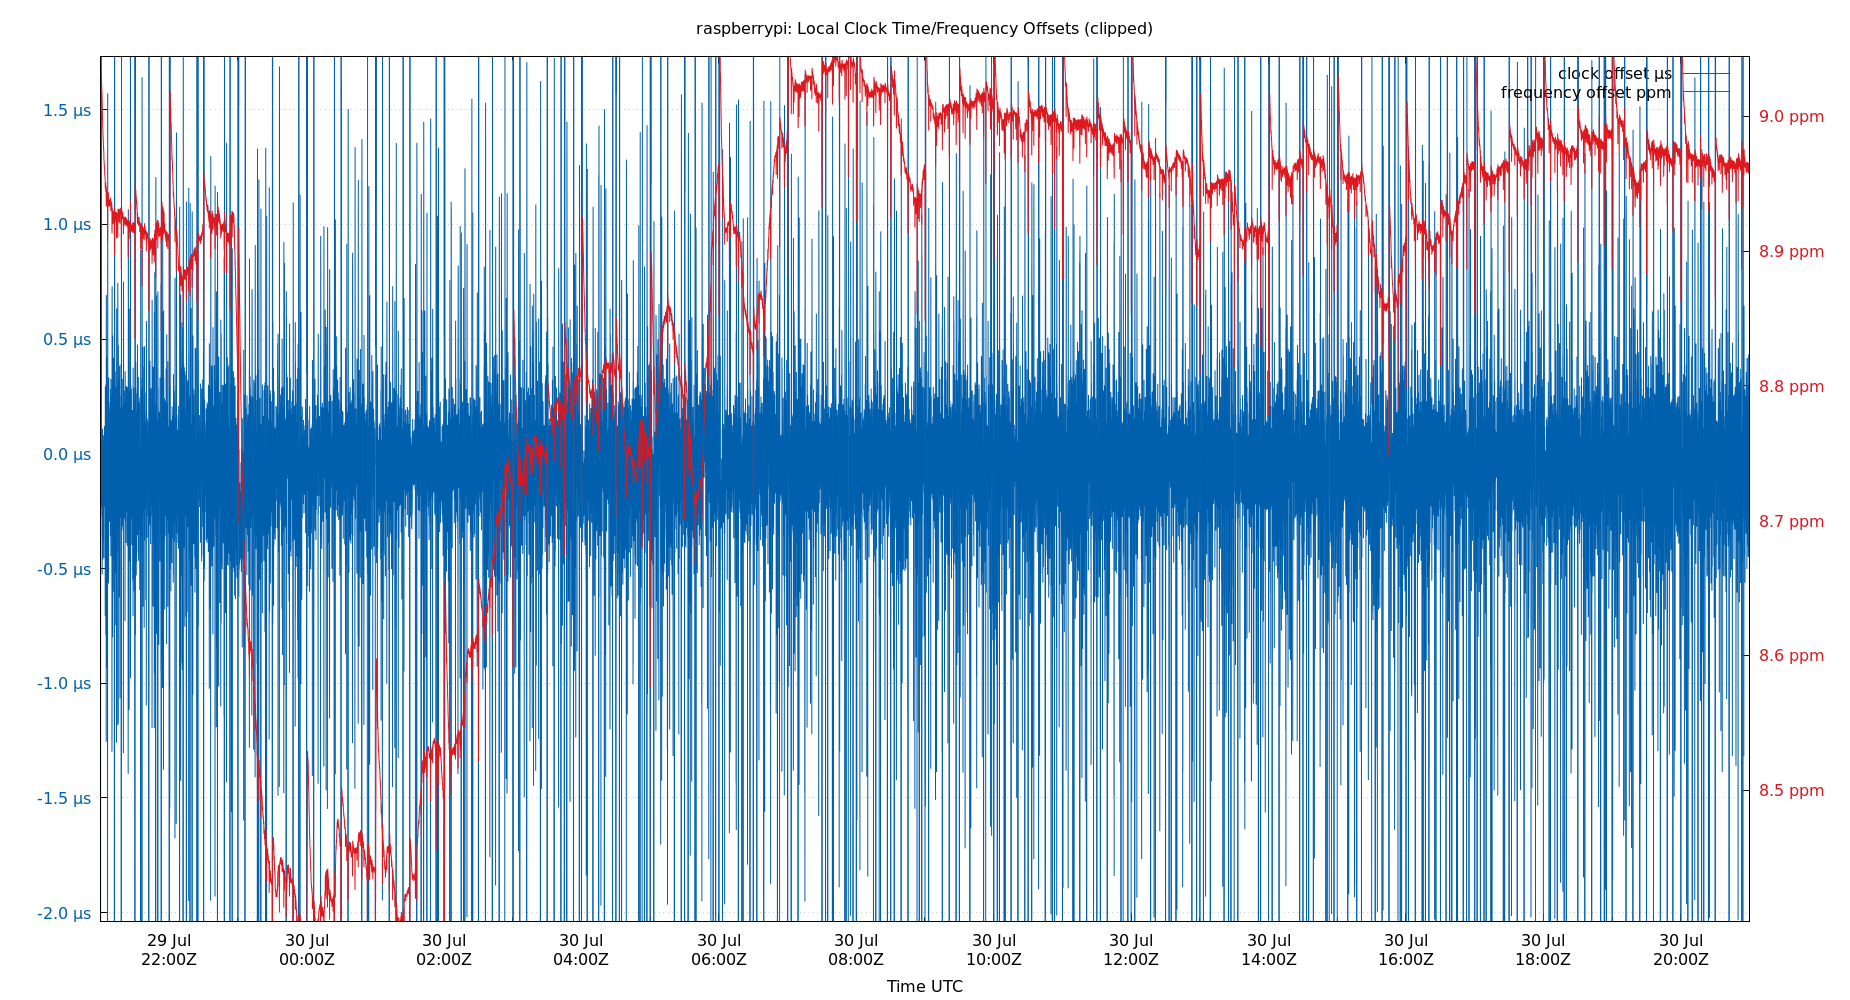 raspberrypi: Local Clock Time/Frequency Offsets (clipped)
clock offset µs
frequency offset ppm
1.5 µs
1.0 µs
0.5 µs
0.0 µs
-0.5 µs
-1.0 µs
-1.5 µs
-2.0 µs
9.0 ppm
8.9 ppm
8.8 ppm
8.7 ppm
8.6 ppm
8.5 ppm
29 Jul 30 Jul 30 Jul 30 Jul 30 Jul 30 Jul 30 Jul 30 Jul 30 Jul 30 Jul 30 Jul 30 Jul
22:00Z 00:00Z 02:00Z 04:00Z 06:00Z 08:00Z 10:00Z 12:00Z 14:00Z 16:00Z 18:00Z 20:00Z
Time UTC